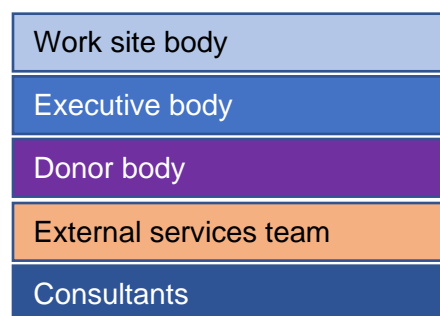 Work site body
Executive body
Donor body
External services team
Consultants